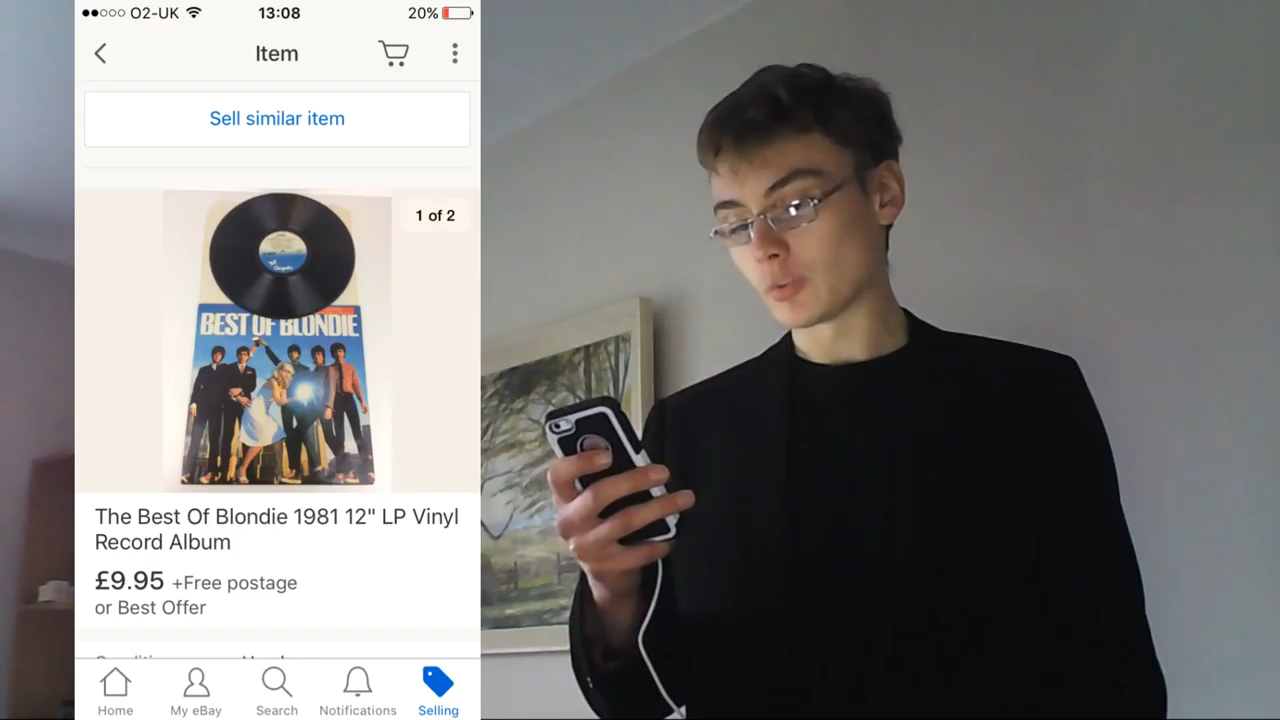 O2-UK 13:08 20%
Item
Sell similar item
1 of 2
BEST OF BLONDIE
The Best Of Blondie 1981 12" LP Vinyl
Record Album
£9.95 +Free postage
or Best Offer
Home My eBay Search Notifications Selling